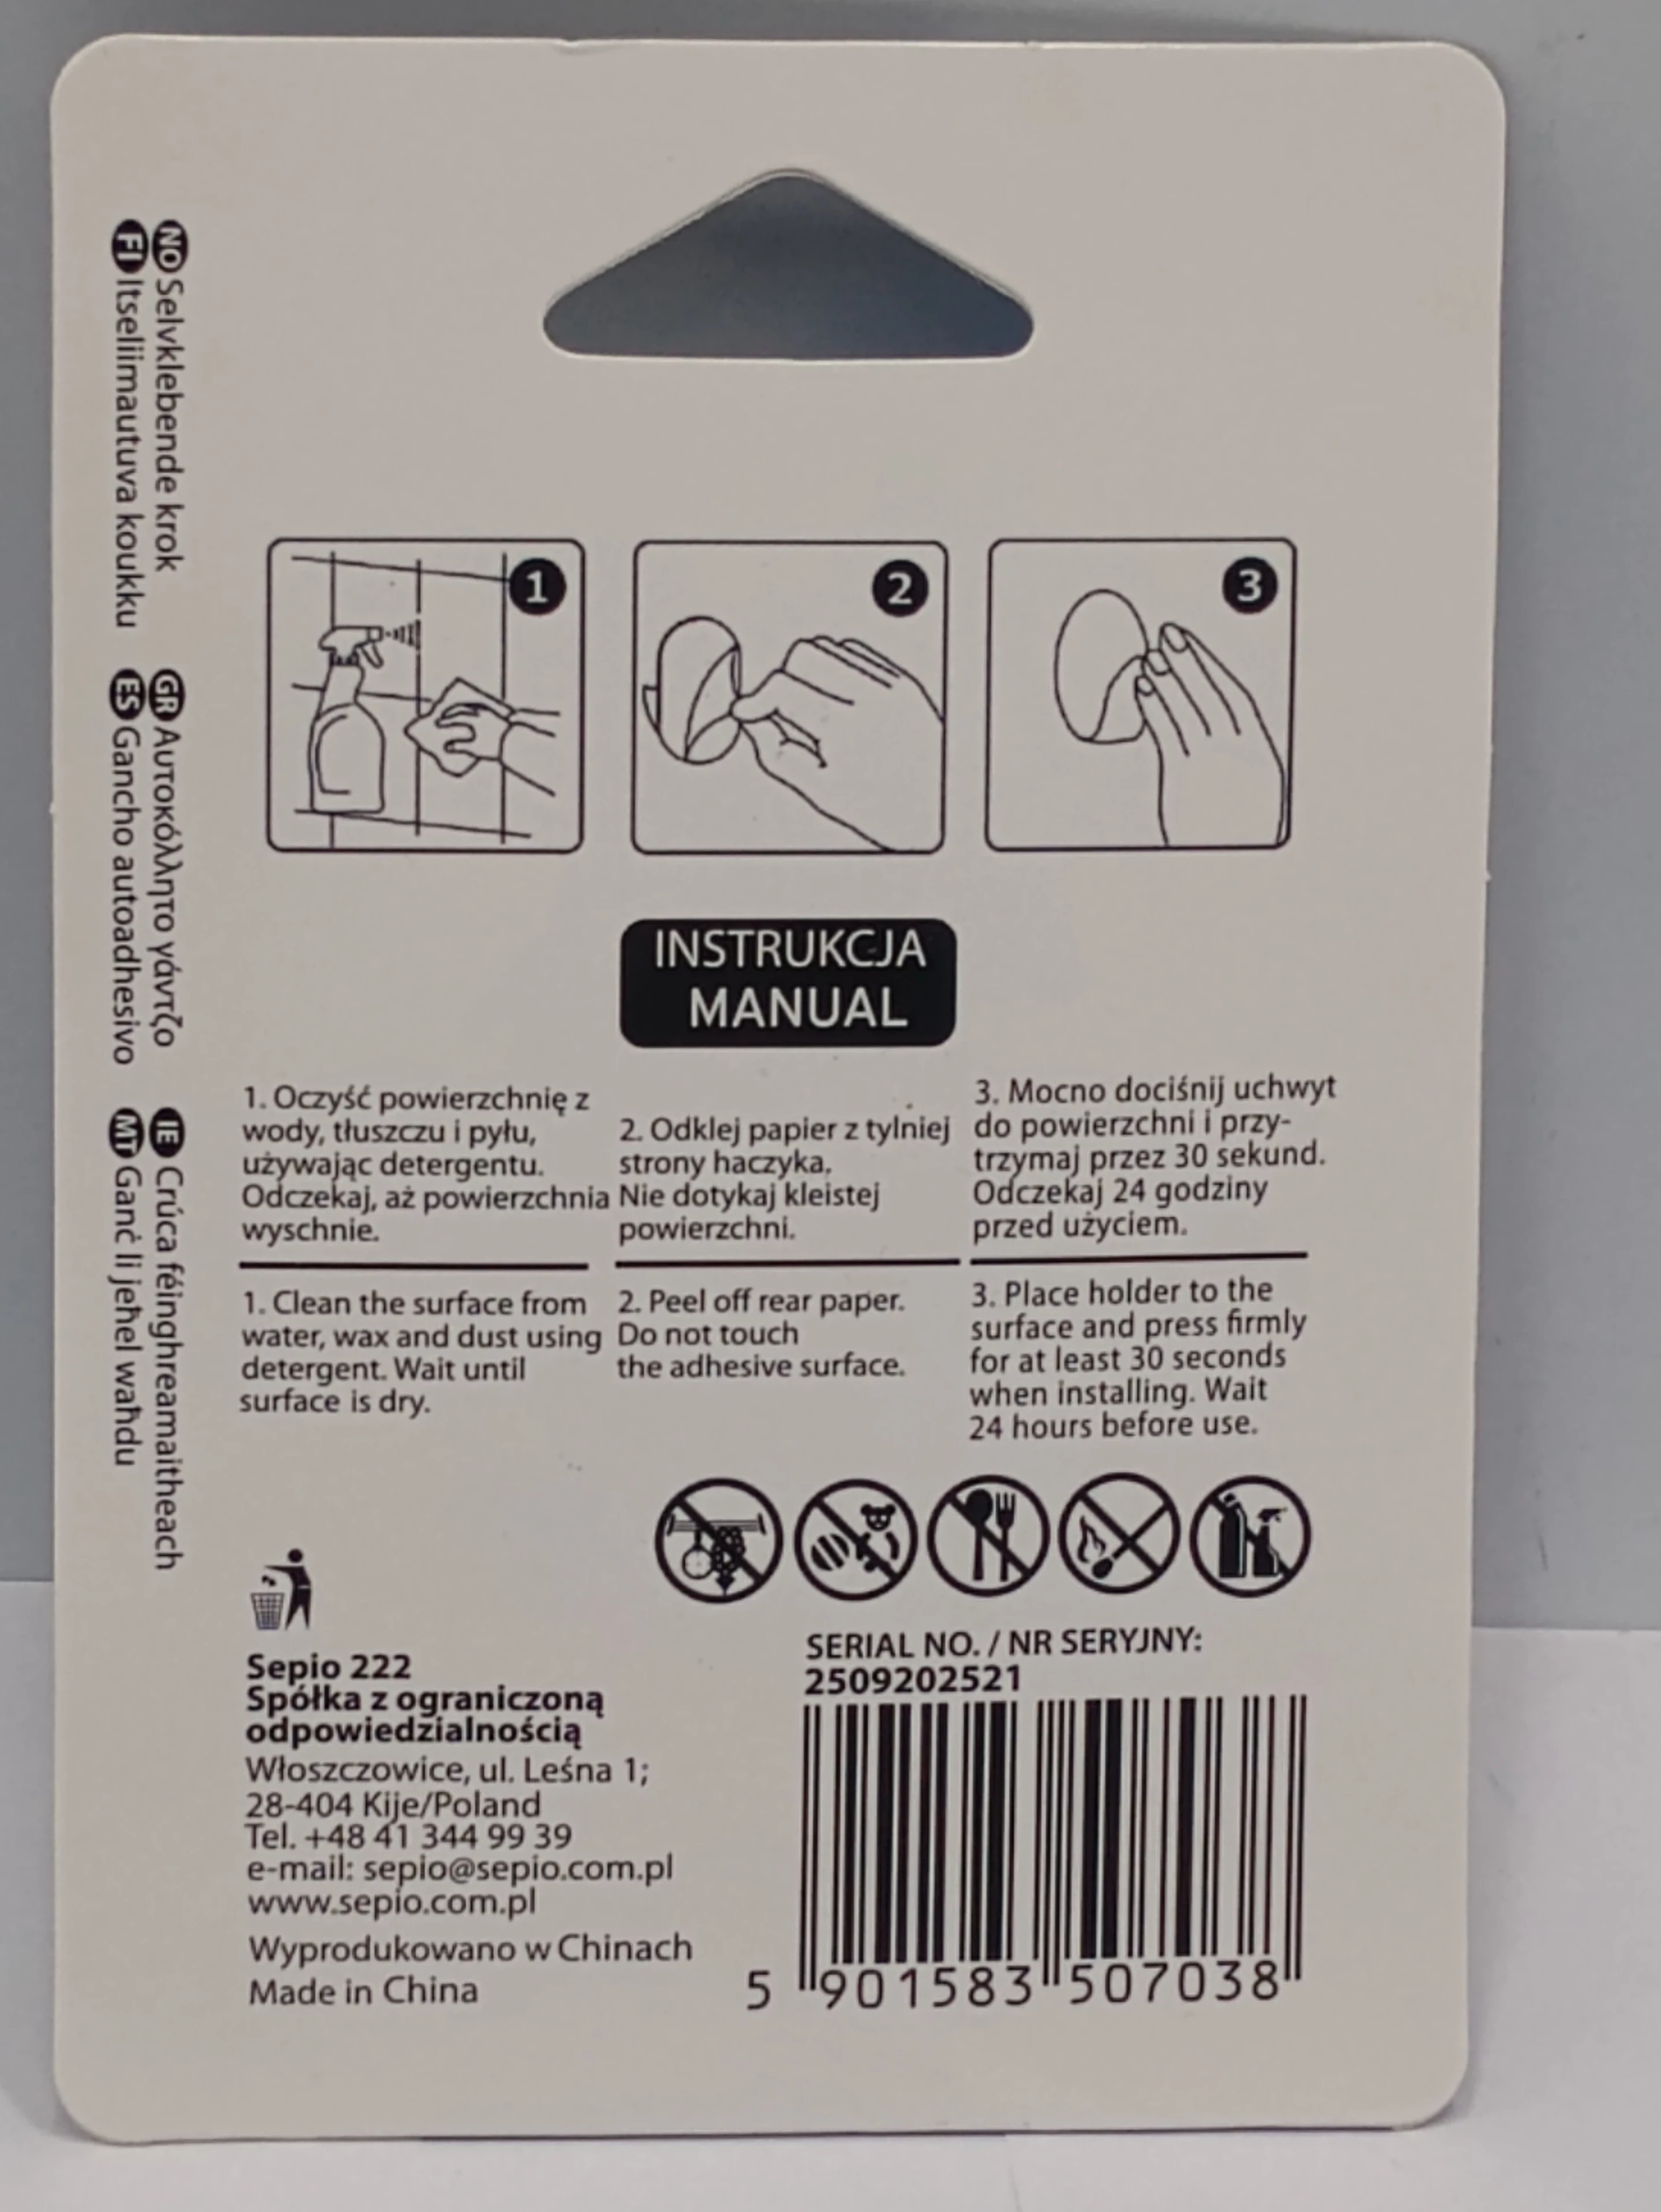 NO Selvklebende krok
FI Itseliimautuva koukku
GR Αυτοκόλλητο γάντζο
ES Gancho autoadhesivo
IE Crúca féinghreamaitheach
MT Ganċ li jeħel waħdu
1
2
3
INSTRUKCJA
MANUAL
1. Oczyść powierzchnię z
wody, tłuszczu i pyłu,
używając detergentu.
Odczekaj, aż powierzchnia
wyschnie.
2. Odklej papier z tylniej
strony haczyka.
Nie dotykaj kleistej
powierzchni.
3. Mocno dociśnij uchwyt
do powierzchni i przy-
trzymaj przez 30 sekund.
Odczekaj 24 godziny
przed użyciem.
1. Clean the surface from
water, wax and dust using
detergent. Wait until
surface is dry.
2. Peel off rear paper.
Do not touch
the adhesive surface.
3. Place holder to the
surface and press firmly
for at least 30 seconds
when installing. Wait
24 hours before use.
Sepio 222
Spółka z ograniczoną
odpowiedzialnością
Włoszczowice, ul. Leśna 1;
28-404 Kije/Poland
Tel. +48 41 344 99 39
e-mail: sepio@sepio.com.pl
www.sepio.com.pl
Wyprodukowano w Chinach
Made in China
SERIAL NO. / NR SERYJNY:
2509202521
5 901583 507038